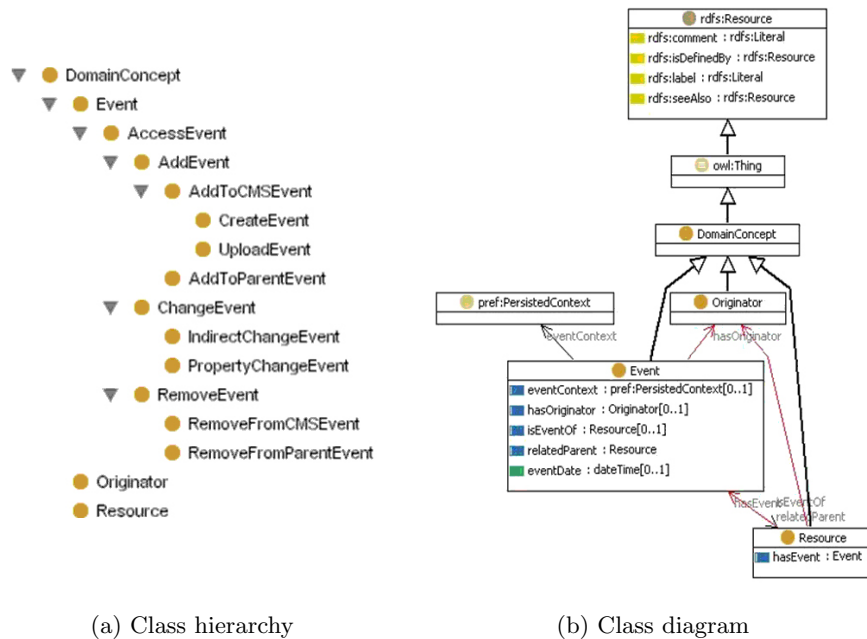 DomainConcept
Event
AccessEvent
AddEvent
AddToCMSEvent
CreateEvent
UploadEvent
AddToParentEvent
ChangeEvent
IndirectChangeEvent
PropertyChangeEvent
RemoveEvent
RemoveFromCMSEvent
RemoveFromParentEvent
Originator
Resource
(a) Class hierarchy
rdfs:Resource
rdfs:comment : rdfs:Literal
rdfs:isDefinedBy : rdfs:Resource
rdfs:label : rdfs:Literal
rdfs:seeAlso : rdfs:Resource
owl:Thing
DomainConcept
pref:PersistedContext
Originator
eventContext
hasOriginator
Event
eventContext : pref:PersistedContext[0..1]
hasOriginator : Originator[0..1]
isEventOf : Resource[0..1]
relatedParent : Resource
eventDate : dateTime[0..1]
hasEvent
isEventOf
relatedParent
Resource
hasEvent : Event
(b) Class diagram